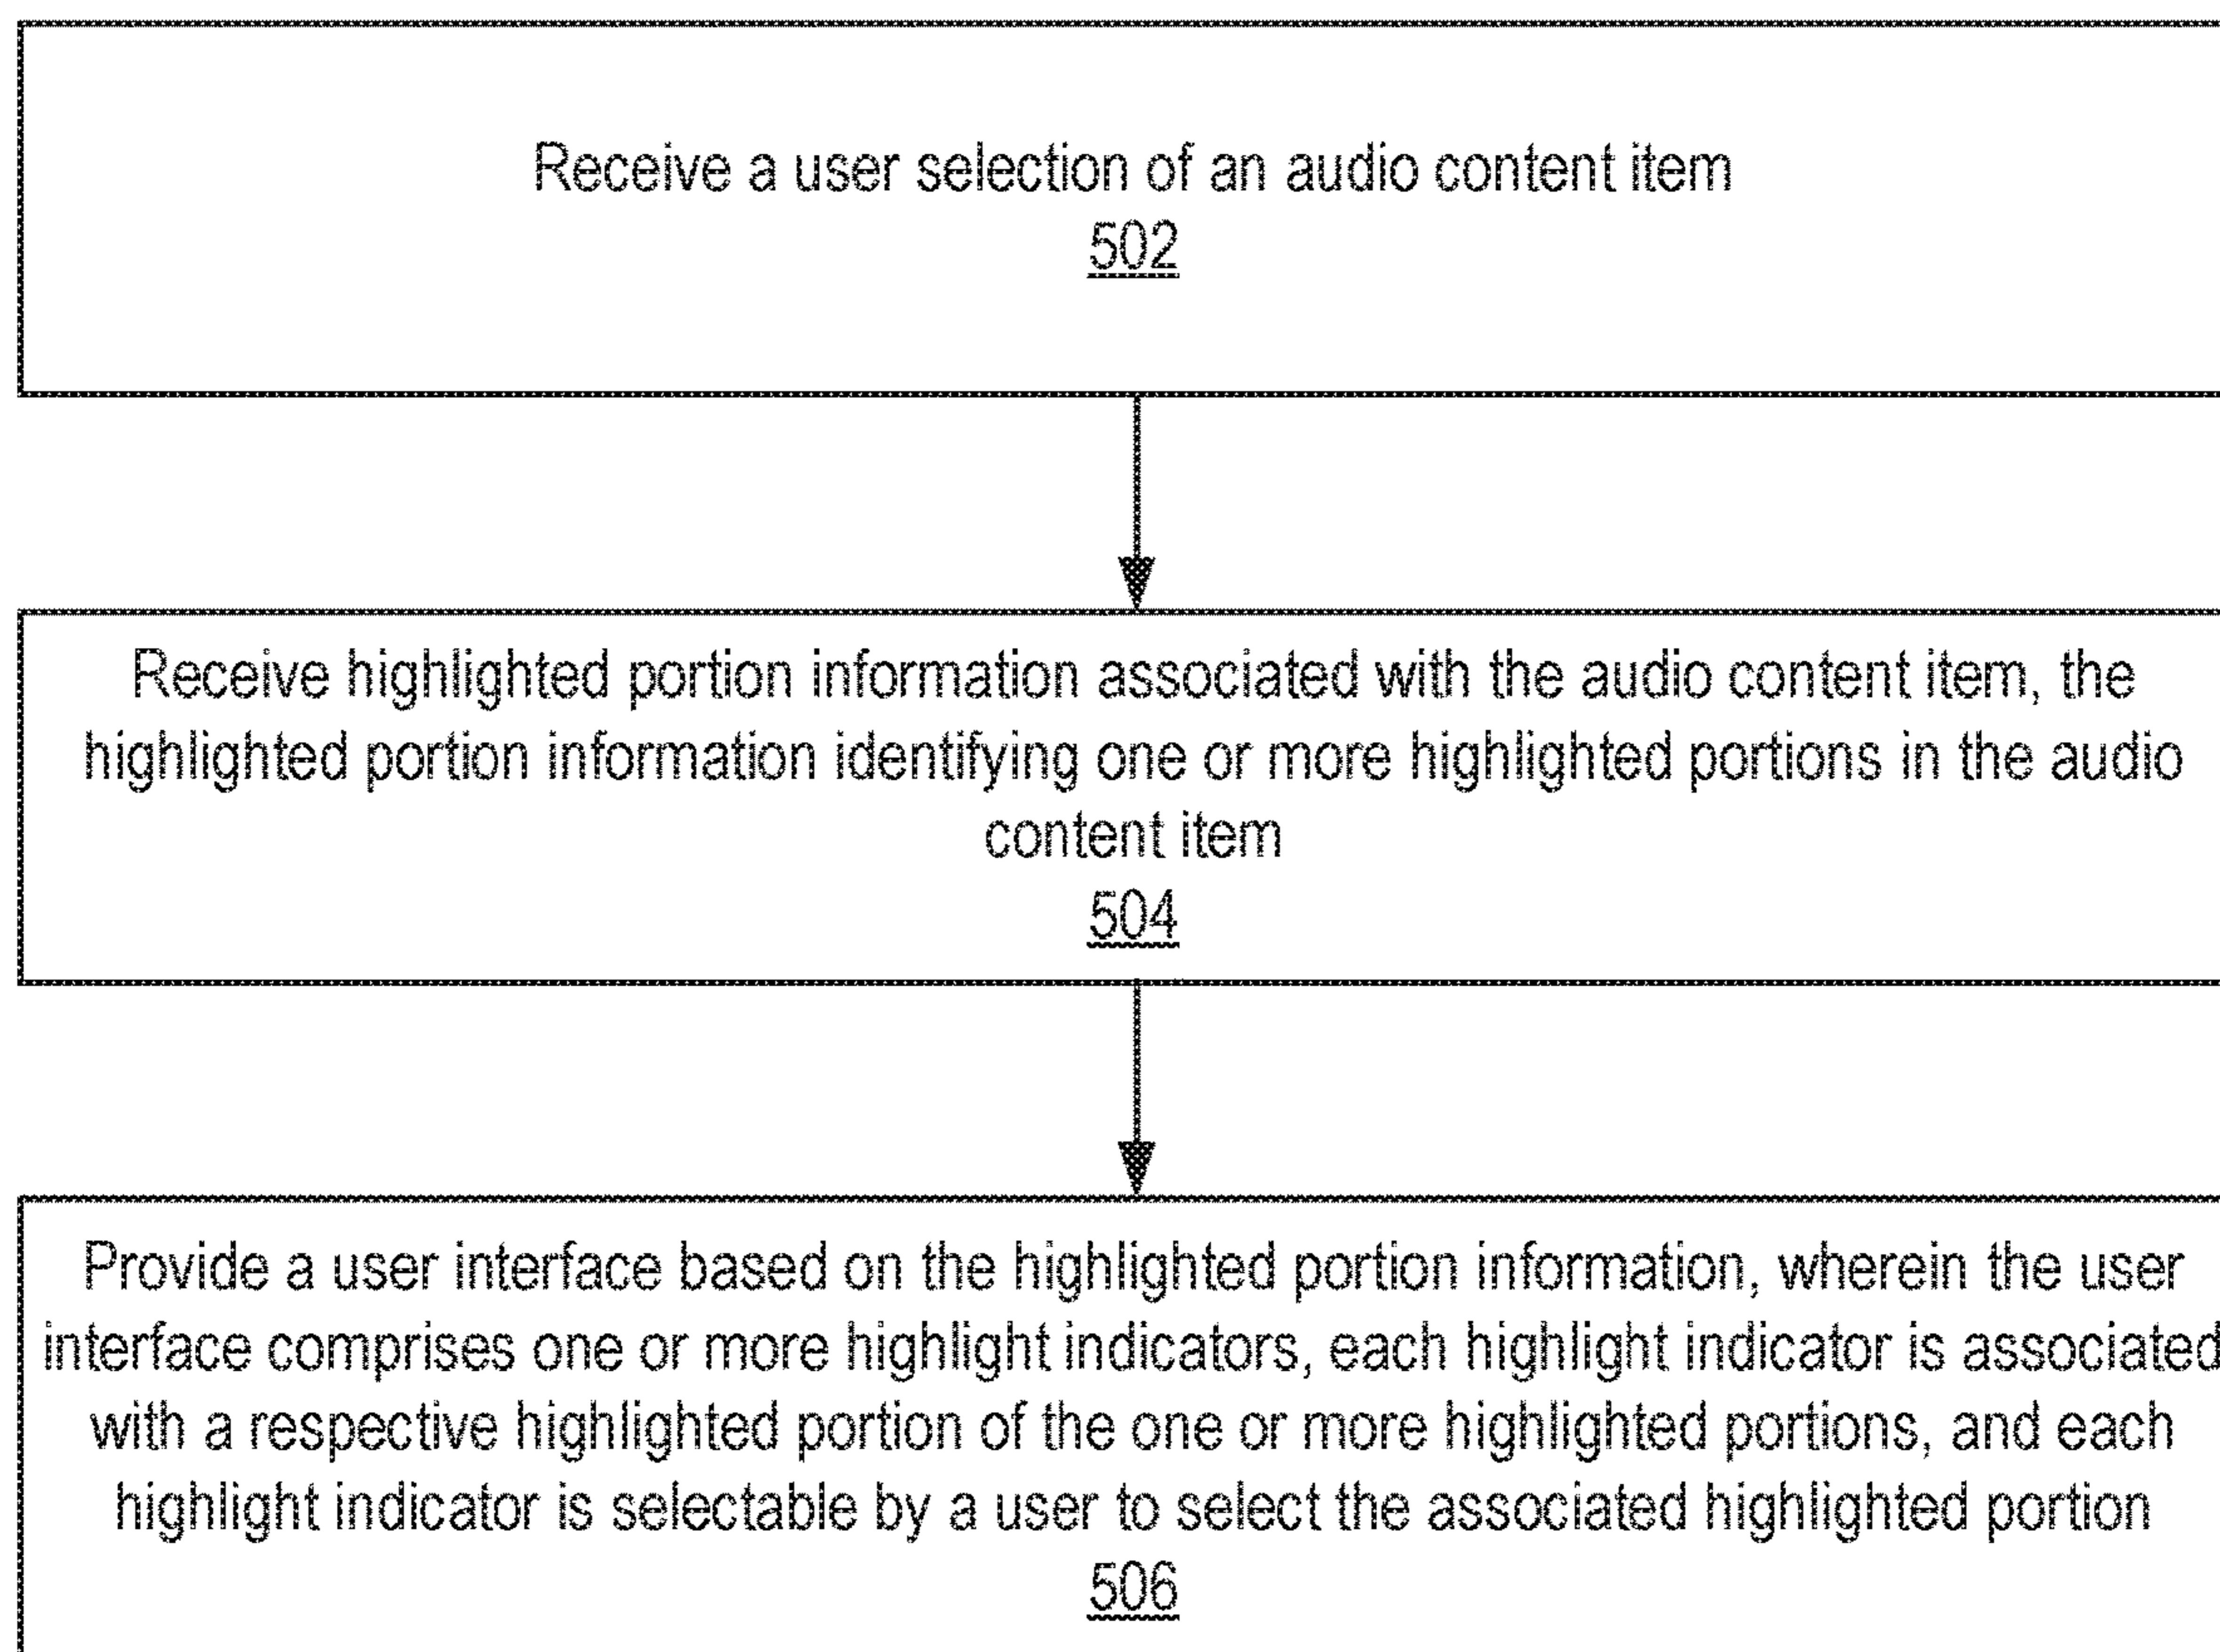 Receive a user selection of an audio content item
502
Receive highlighted portion information associated with the audio content item, the
highlighted portion information identifying one or more highlighted portions in the audio
content item
504
Provide a user interface based on the highlighted portion information, wherein the user
interface comprises one or more highlight indicators, each highlight indicator is associated
with a respective highlighted portion of the one or more highlighted portions, and each
highlight indicator is selectable by a user to select the associated highlighted portion
506